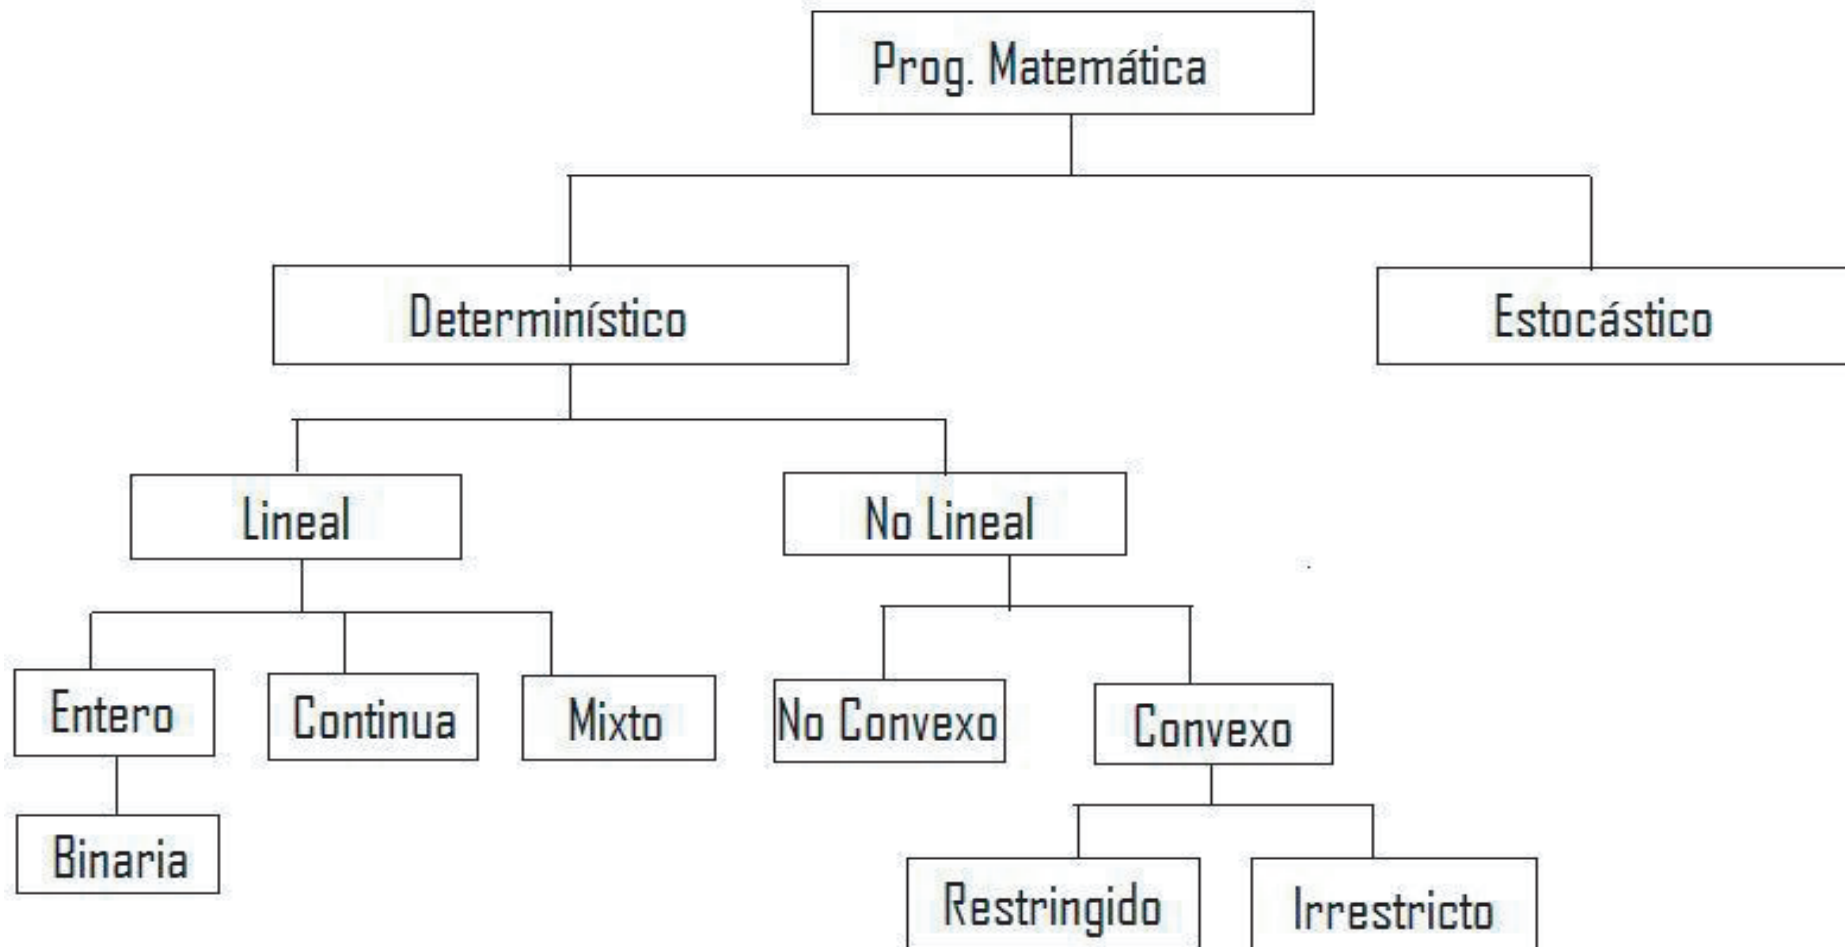 Prog. Matemática
Determinístico
Estocástico
Lineal
No Lineal
Entero
Continua
Mixto
No Convexo
Convexo
Binaria
Restringido
Irrestricto